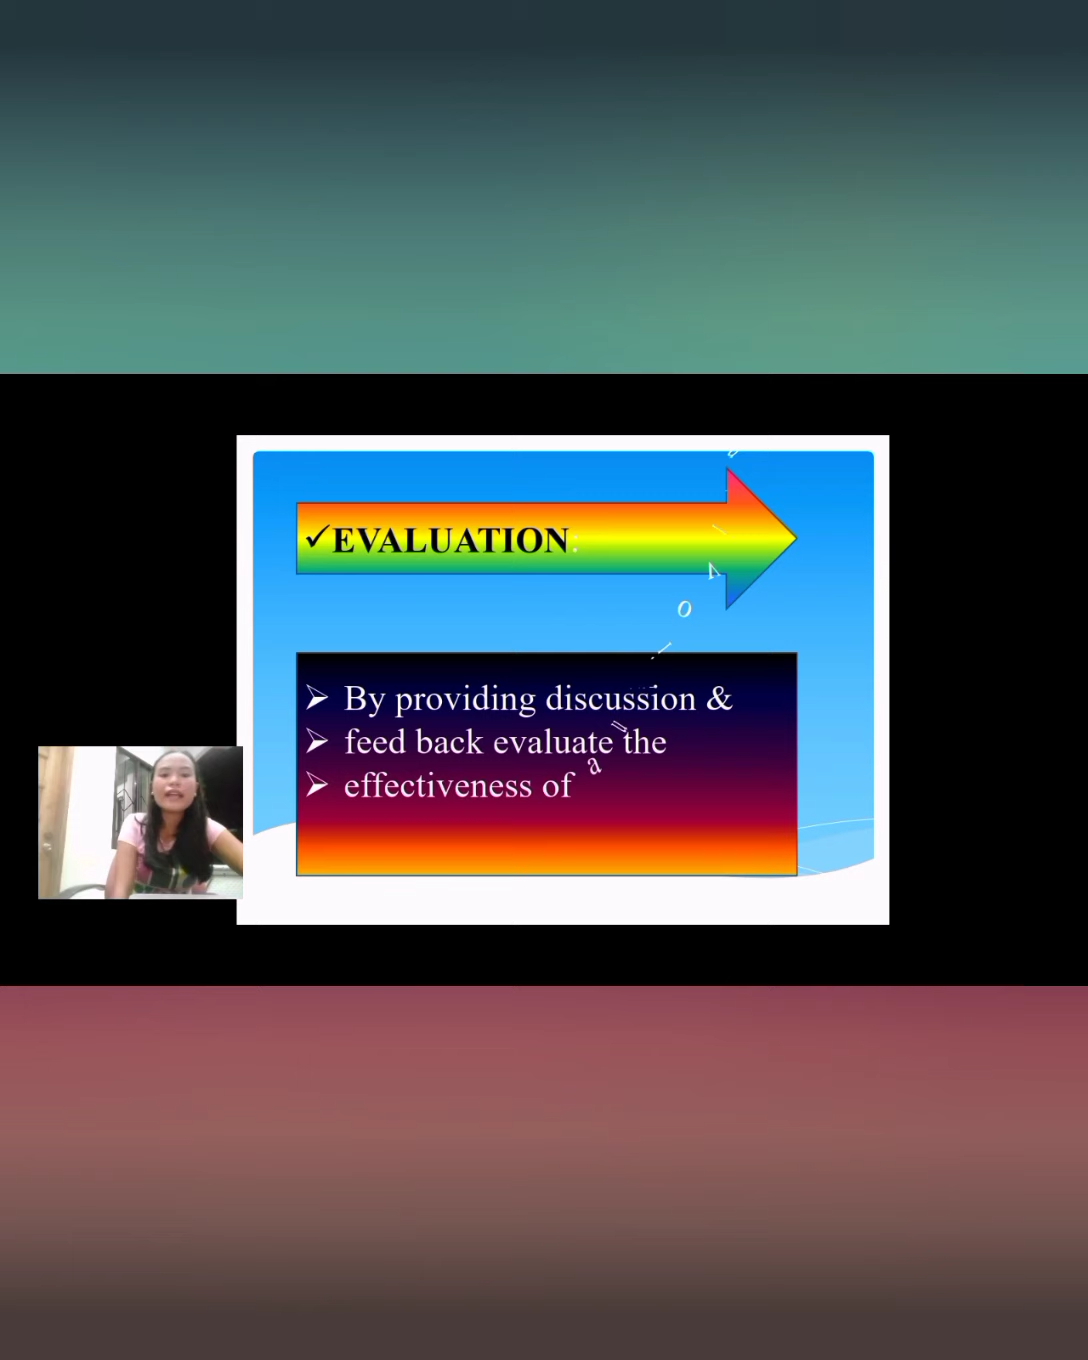 ✓EVALUATION:
➢ By providing discussion &
➢ feed back evaluate the
➢ effectiveness of
a